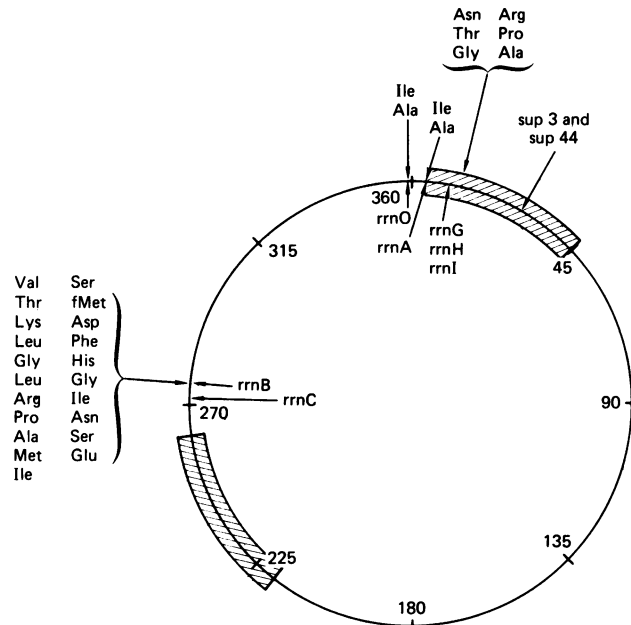 Asn Arg
Thr Pro
Gly Ala
Ile
Ala
Ile
Ala
sup 3 and
sup 44
360
rrnO
rrnA
rrnG
rrnH
rrnI
45
315
Val Ser
Thr fMet
Lys Asp
Leu Phe
Gly His
Leu Gly
Arg Ile
Pro Asn
Ala Ser
Met Glu
Ile
rrnB
rrnC
270
90
225
135
180